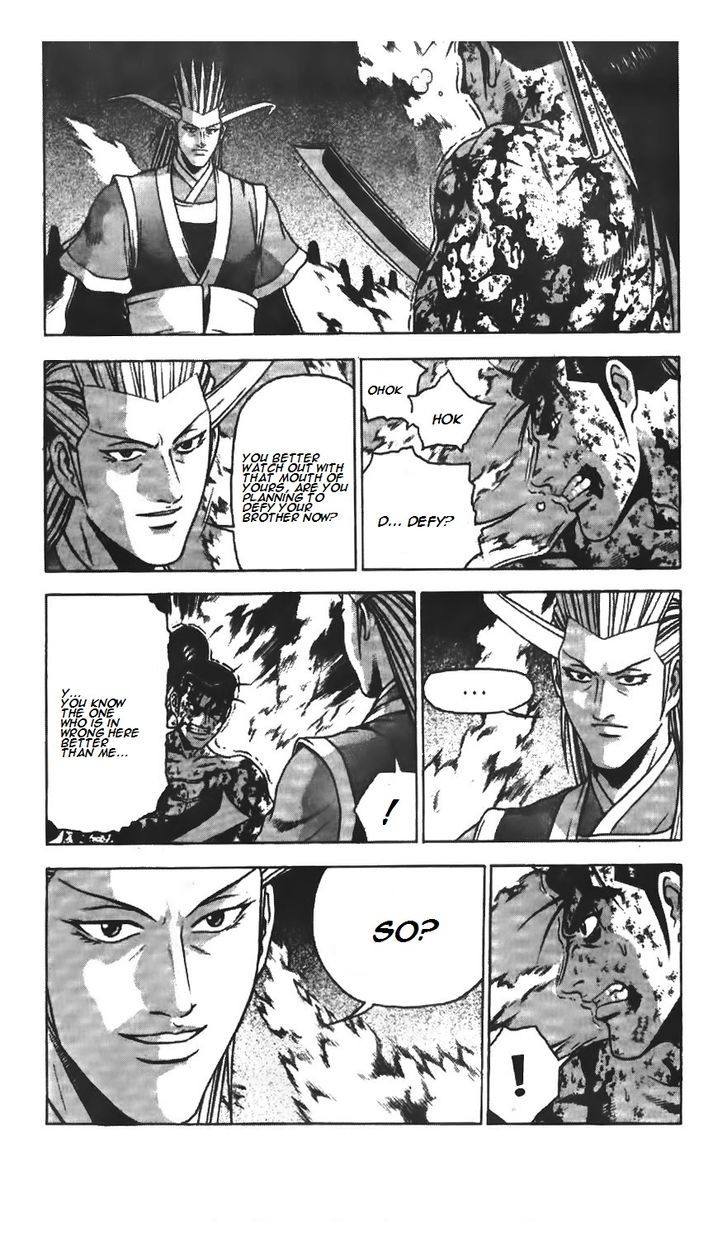 YOU BETTER
WATCH OUT WITH
THAT MOUTH OF
YOURS, ARE YOU
PLANNING TO
DEFY YOUR
BROTHER NOW?
OHOK
HOK
D... DEFY?
Y...
YOU KNOW
THE ONE
WHO IS IN
WRONG HERE
BETTER
THAN ME...
!
...
SO?
!